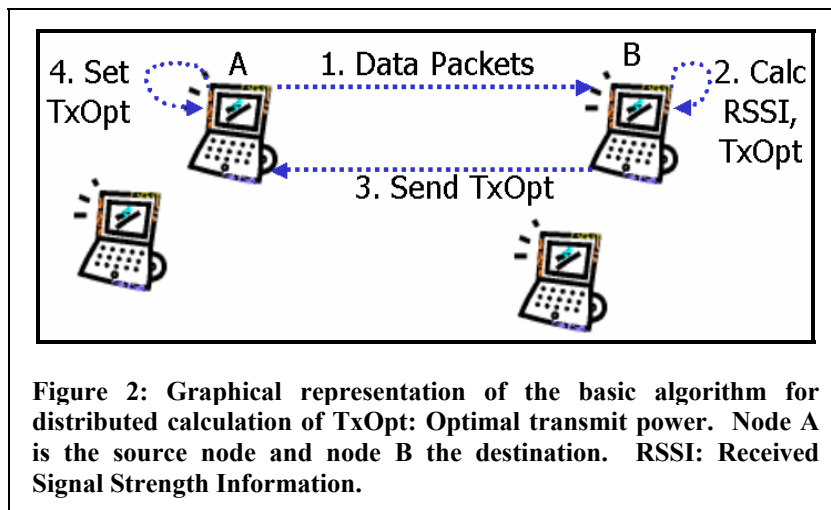 4. Set
TxOpt
A
1. Data Packets
B
2. Calc
RSSI,
TxOpt
3. Send TxOpt
Figure 2: Graphical representation of the basic algorithm for
distributed calculation of TxOpt: Optimal transmit power. Node A
is the source node and node B the destination. RSSI: Received
Signal Strength Information.